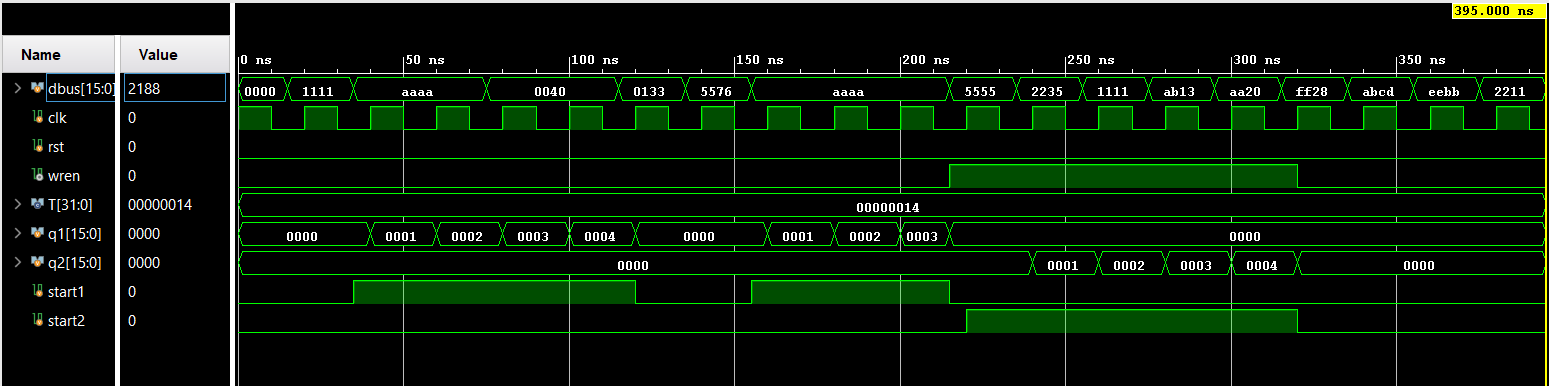 395.000 ns
Name Value
0 ns 50 ns 100 ns 150 ns 200 ns 250 ns 300 ns 350 ns
dbus[15:0] 2188 0000 1111 aaaa 0040 0133 5576 aaaa 5555 2235 1111 ab13 aa20 ff28 abcd eebb 2211
clk 0
rst 0
wren 0
T[31:0] 00000014 00000014
q1[15:0] 0000 0000 0001 0002 0003 0004 0000 0001 0002 0003 0000
q2[15:0] 0000 0000 0001 0002 0003 0004 0000
start1 0
start2 0